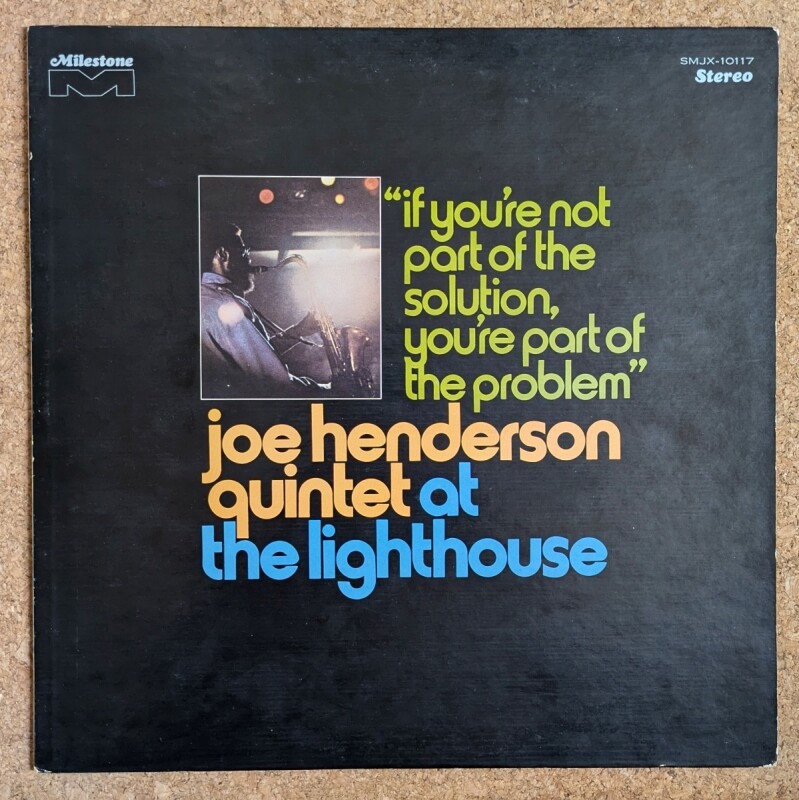 Milestone
M
SMJX-10117
Stereo
“if you’re not
part of the
solution,
you’re part of
the problem”
joe henderson
quintet at
the lighthouse